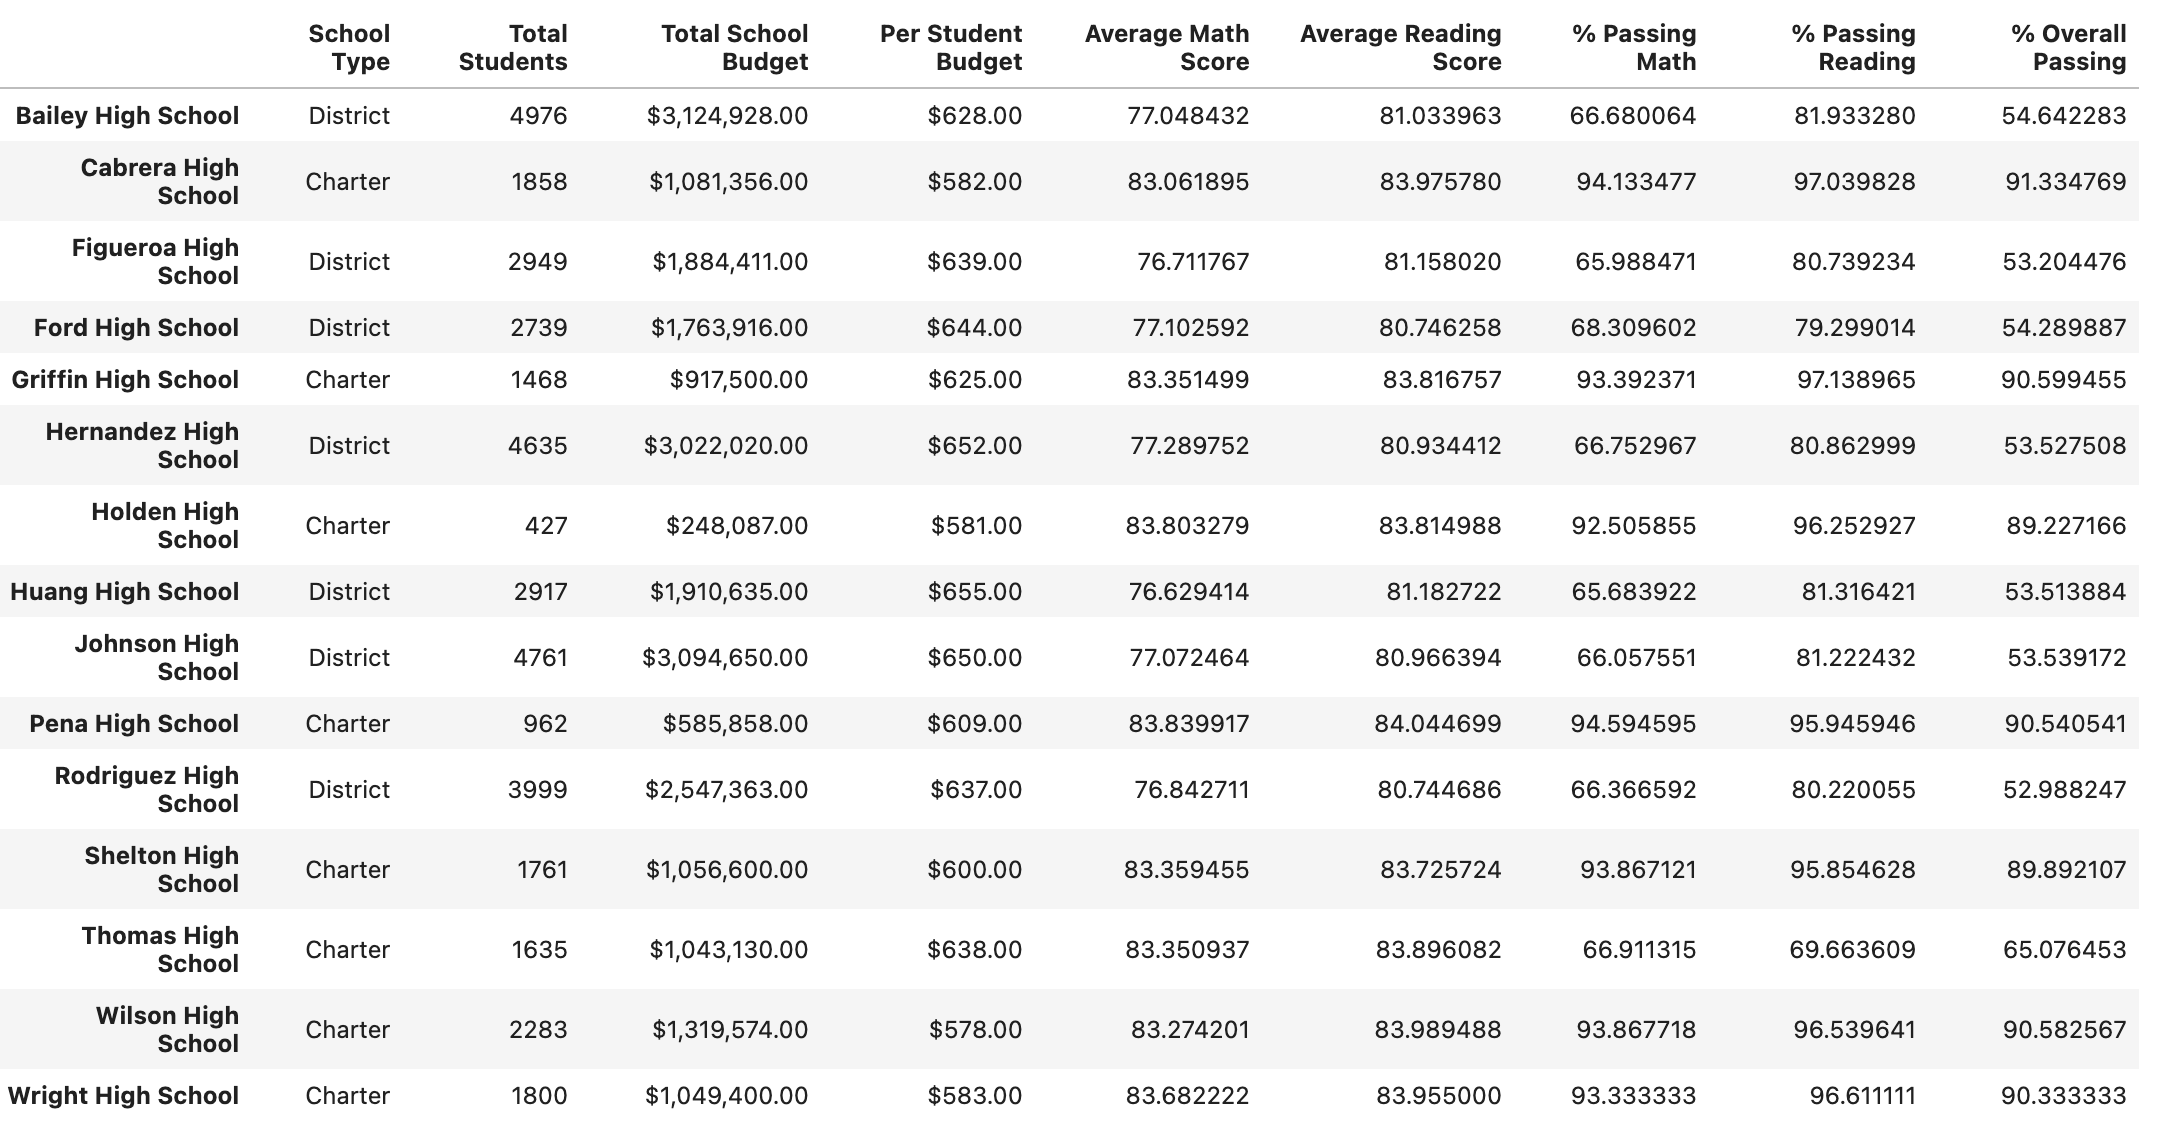 School Type Total Students Total School Budget Per Student Budget Average Math Score Average Reading Score % Passing Math % Passing Reading % Overall Passing
Bailey High School District 4976 $3,124,928.00 $628.00 77.048432 81.033963 66.680064 81.933280 54.642283
Cabrera High School Charter 1858 $1,081,356.00 $582.00 83.061895 83.975780 94.133477 97.039828 91.334769
Figueroa High School District 2949 $1,884,411.00 $639.00 76.711767 81.158020 65.988471 80.739234 53.204476
Ford High School District 2739 $1,763,916.00 $644.00 77.102592 80.746258 68.309602 79.299014 54.289887
Griffin High School Charter 1468 $917,500.00 $625.00 83.351499 83.816757 93.392371 97.138965 90.599455
Hernandez High School District 4635 $3,022,020.00 $652.00 77.289752 80.934412 66.752967 80.862999 53.527508
Holden High School Charter 427 $248,087.00 $581.00 83.803279 83.814988 92.505855 96.252927 89.227166
Huang High School District 2917 $1,910,635.00 $655.00 76.629414 81.182722 65.683922 81.316421 53.513884
Johnson High School District 4761 $3,094,650.00 $650.00 77.072464 80.966394 66.057551 81.222432 53.539172
Pena High School Charter 962 $585,858.00 $609.00 83.839917 84.044699 94.594595 95.945946 90.540541
Rodriguez High School District 3999 $2,547,363.00 $637.00 76.842711 80.744686 66.366592 80.220055 52.988247
Shelton High School Charter 1761 $1,056,600.00 $600.00 83.359455 83.725724 93.867121 95.854628 89.892107
Thomas High School Charter 1635 $1,043,130.00 $638.00 83.350937 83.896082 66.911315 69.663609 65.076453
Wilson High School Charter 2283 $1,319,574.00 $578.00 83.274201 83.989488 93.867718 96.539641 90.582567
Wright High School Charter 1800 $1,049,400.00 $583.00 83.682222 83.955000 93.333333 96.611111 90.333333